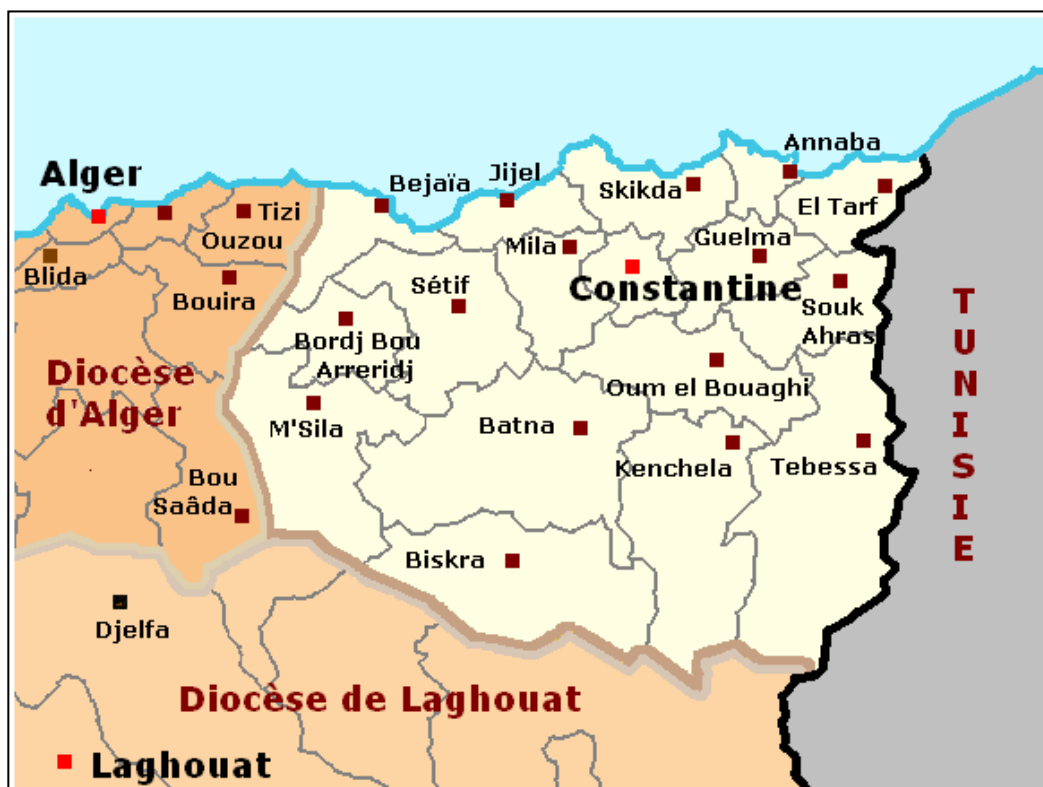 Annaba
Alger
Jijel
Bejaïa
Skikda
El Tarf
Tizi
Ouzou
Guelma
Mila
Blida
Bouira
Sétif
Constantine
Souk
Ahras
Bordj Bou
Arreridj
Diocèse
d'Alger
Oum el Bouaghi
M'Sila
Batna
Kenchela
Tebessa
Bou
Saâda
Biskra
Djelfa
Diocèse de Laghouat
Laghouat
T
U
N
I
S
I
E